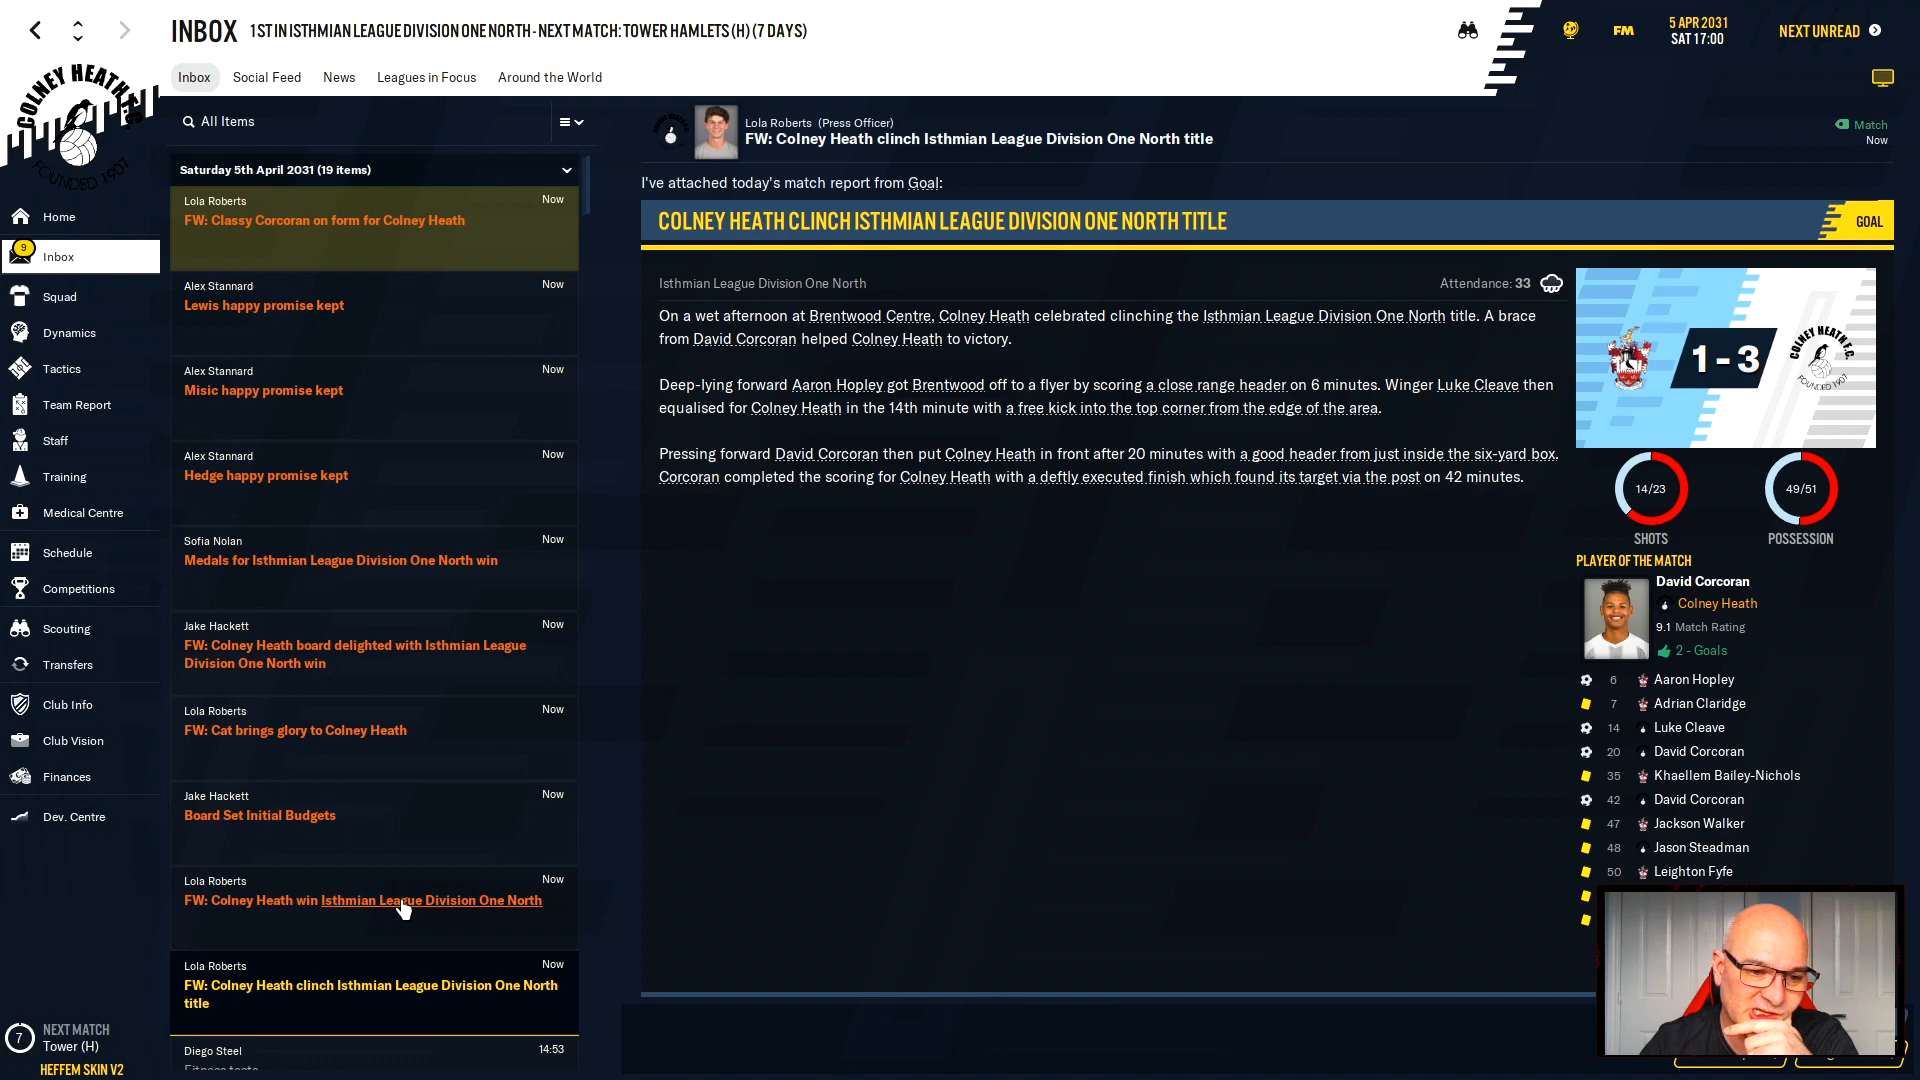 INBOX
1ST IN ISTHMIAN LEAGUE DIVISION ONE NORTH - NEXT MATCH: TOWER HAMLETS (H) (7 DAYS)
FM
5 APR 2031
SAT 17:00
NEXT UNREAD
Inbox
Social Feed
News
Leagues in Focus
Around the World
COLNEY HEATH F.C.
FOUNDED 1907
Home
9
Inbox
Squad
Dynamics
Tactics
Team Report
Staff
Training
Medical Centre
Schedule
Competitions
Scouting
Transfers
Club Info
Club Vision
Finances
Dev. Centre
7
NEXT MATCH
Tower (H)
HEFFEM SKIN V2
All Items
Saturday 5th April 2031 (19 items)
Lola Roberts
Now
FW: Classy Corcoran on form for Colney Heath
Alex Stannard
Now
Lewis happy promise kept
Alex Stannard
Now
Misic happy promise kept
Alex Stannard
Now
Hedge happy promise kept
Sofia Nolan
Now
Medals for Isthmian League Division One North win
Jake Hackett
Now
FW: Colney Heath board delighted with Isthmian League
Division One North win
Lola Roberts
Now
FW: Cat brings glory to Colney Heath
Jake Hackett
Now
Board Set Initial Budgets
Lola Roberts
Now
FW: Colney Heath win Isthmian League Division One North
Lola Roberts
Now
FW: Colney Heath clinch Isthmian League Division One North
title
Diego Steel
14:53
Fitness tests
Lola Roberts (Press Officer)
FW: Colney Heath clinch Isthmian League Division One North title
Match
Now
I've attached today's match report from Goal:
COLNEY HEATH CLINCH ISTHMIAN LEAGUE DIVISION ONE NORTH TITLE
GOAL
Isthmian League Division One North
Attendance: 33
On a wet afternoon at Brentwood Centre, Colney Heath celebrated clinching the Isthmian League Division One North title. A brace
from David Corcoran helped Colney Heath to victory.
Deep-lying forward Aaron Hopley got Brentwood off to a flyer by scoring a close range header on 6 minutes. Winger Luke Cleave then
equalised for Colney Heath in the 14th minute with a free kick into the top corner from the edge of the area.
Pressing forward David Corcoran then put Colney Heath in front after 20 minutes with a good header from just inside the six-yard box.
Corcoran completed the scoring for Colney Heath with a deftly executed finish which found its target via the post on 42 minutes.
1 - 3
COLNEY HEATH F.C.
FOUNDED 1907
14/23
SHOTS
49/51
POSSESSION
PLAYER OF THE MATCH
David Corcoran
Colney Heath
9.1 Match Rating
2 - Goals
6 Aaron Hopley
7 Adrian Claridge
14 Luke Cleave
20 David Corcoran
35 Khaellem Bailey-Nichols
42 David Corcoran
47 Jackson Walker
48 Jason Steadman
50 Leighton Fyfe